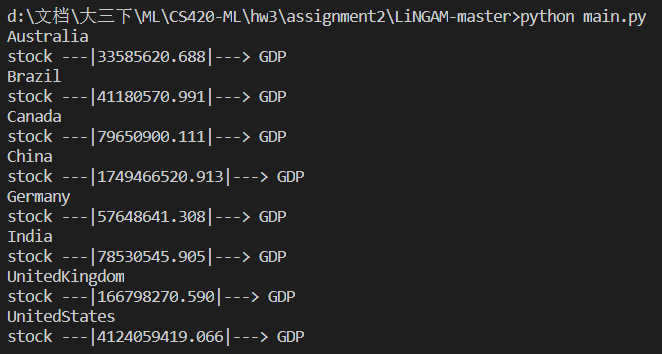 d:\文档\大三下\ML\CS420-ML\hw3\assignment2\LiNGAM-master>python main.py
Australia
stock ---|33585620.688|---> GDP
Brazil
stock ---|41180570.991|---> GDP
Canada
stock ---|79650900.111|---> GDP
China
stock ---|1749466520.913|---> GDP
Germany
stock ---|57648641.308|---> GDP
India
stock ---|78530545.905|---> GDP
UnitedKingdom
stock ---|166798270.590|---> GDP
UnitedStates
stock ---|4124059419.066|---> GDP